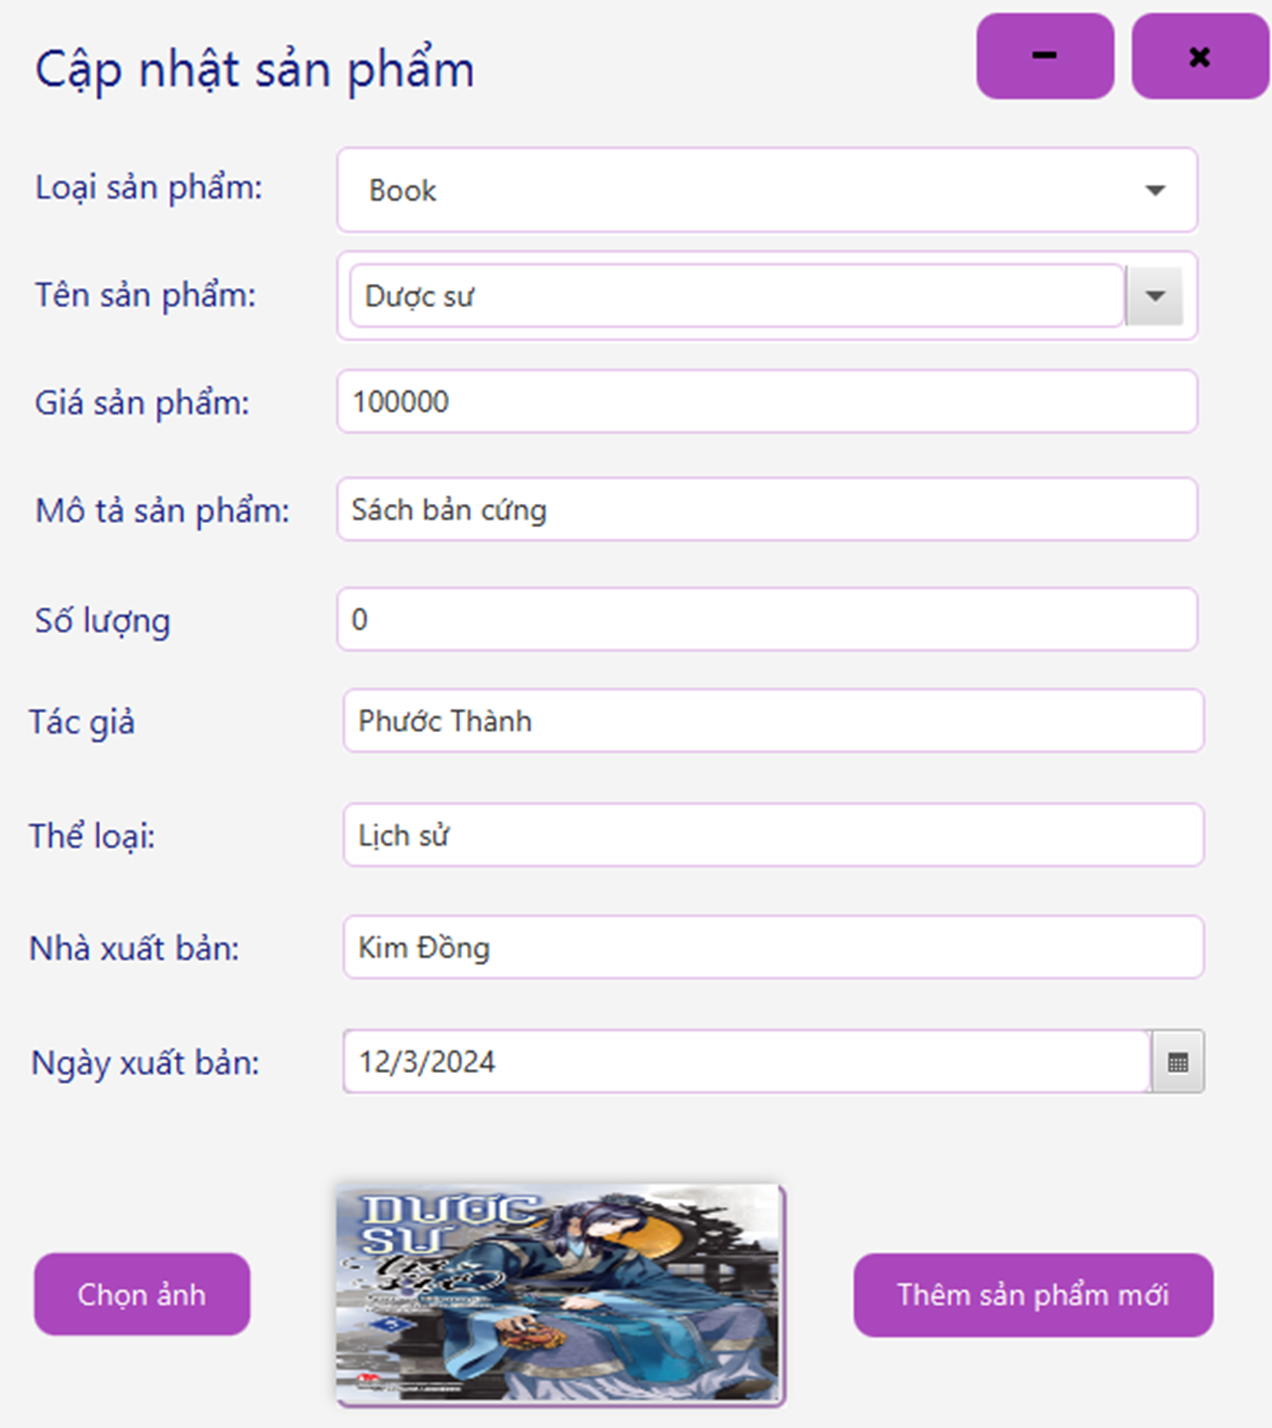 Cập nhật sản phẩm
Loại sản phẩm: Book
Tên sản phẩm: Dược sư
Giá sản phẩm: 100000
Mô tả sản phẩm: Sách bản cứng
Số lượng 0
Tác giả Phước Thành
Thể loại: Lịch sử
Nhà xuất bản: Kim Đồng
Ngày xuất bản: 12/3/2024
DƯỢC
SƯ
Chọn ảnh
Thêm sản phẩm mới